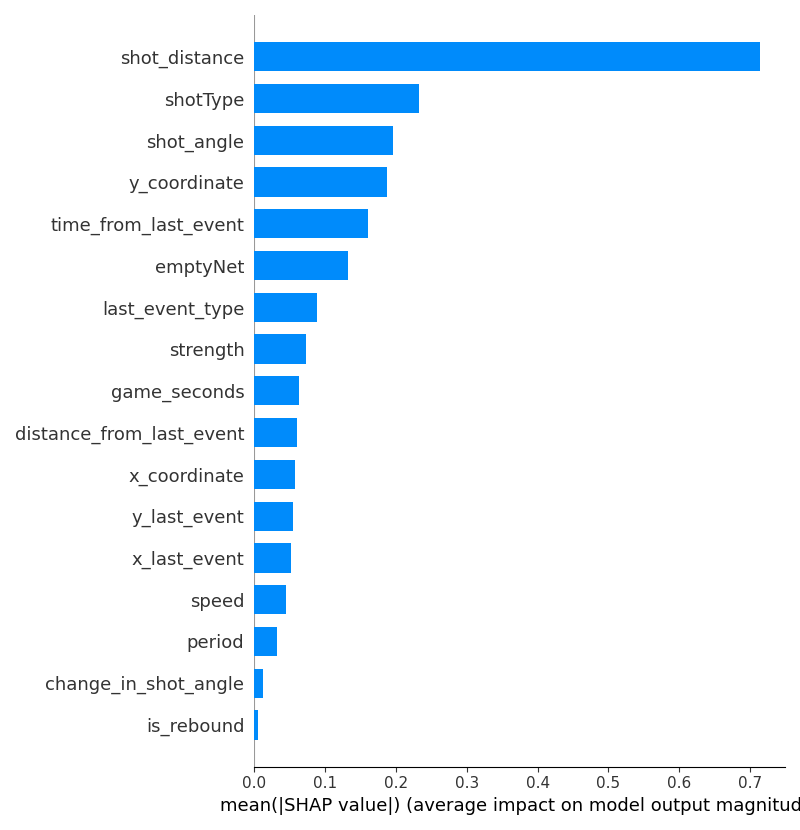 shot_distance
shotType
shot_angle
y_coordinate
time_from_last_event
emptyNet
last_event_type
strength
game_seconds
distance_from_last_event
x_coordinate
y_last_event
x_last_event
speed
period
change_in_shot_angle
is_rebound
0.0 0.1 0.2 0.3 0.4 0.5 0.6 0.7
mean(|SHAP value|) (average impact on model output magnitud